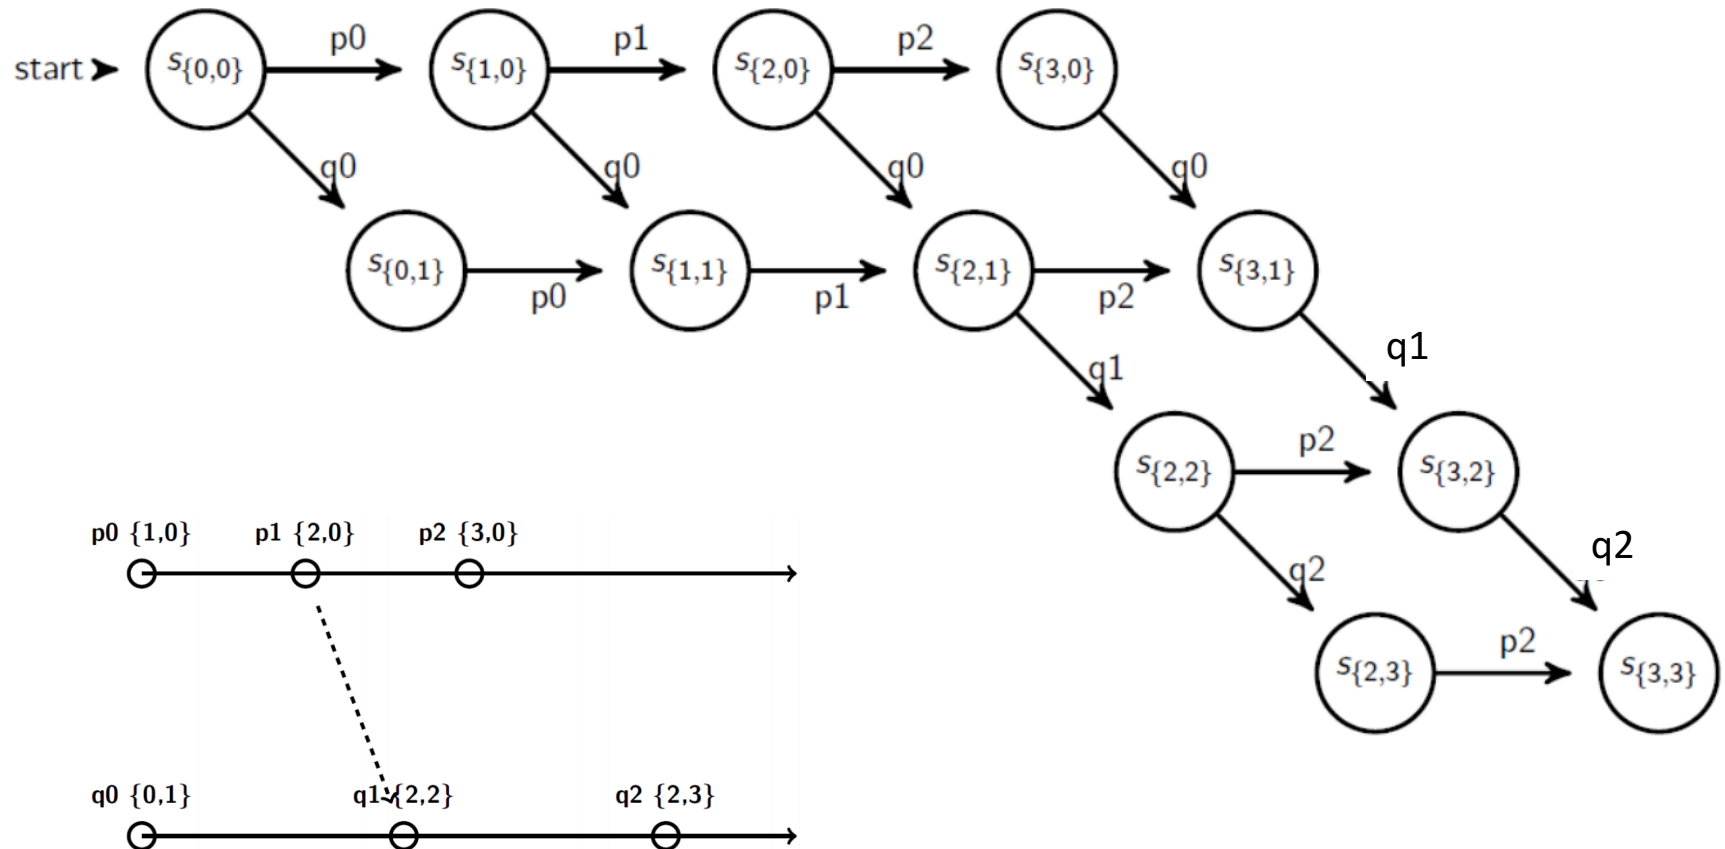 start
p0
p1
p2
S{0,0}
S{1,0}
S{2,0}
S{3,0}
q0
q0
q0
q0
S{0,1}
S{1,1}
S{2,1}
S{3,1}
p0
p1
p2
q1
q1
p2
S{2,2}
S{3,2}
q2
q2
p2
S{2,3}
S{3,3}
p0 {1,0}
p1 {2,0}
p2 {3,0}
q0 {0,1}
q1 {2,2}
q2 {2,3}